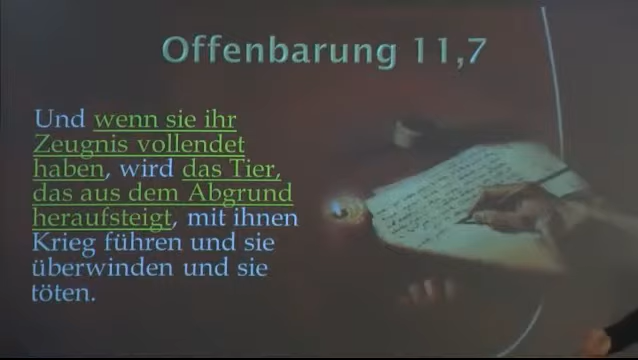 Offenbarung 11,7
Und wenn sie ihr
Zeugnis vollendet
haben, wird das Tier,
das aus dem Abgrund
heraufsteigt, mit ihnen
Krieg führen und sie
überwinden und sie
töten.